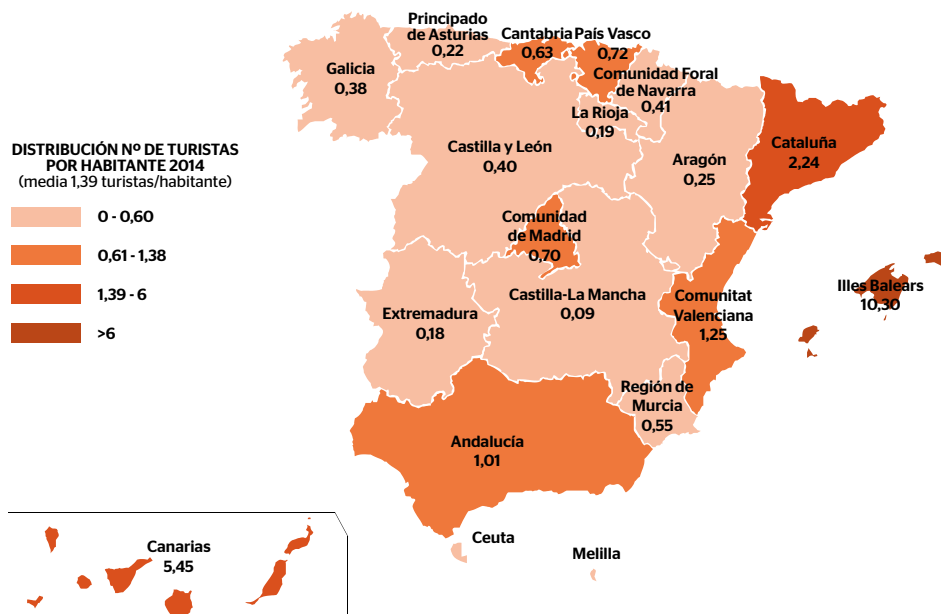 Principado
de Asturias
0,22
Cantabria
0,63
País Vasco
0,72
Galicia
0,38
Comunidad Foral
de Navarra
0,41
La Rioja
0,19
DISTRIBUCIÓN Nº DE TURISTAS
POR HABITANTE 2014
(media 1,39 turistas/habitante)
0 - 0,60
0,61 - 1,38
1,39 - 6
>6
Castilla y León
0,40
Aragón
0,25
Cataluña
2,24
Comunidad
de Madrid
0,70
Castilla-La Mancha
0,09
Comunitat
Valenciana
1,25
Illes Balears
10,30
Extremadura
0,18
Región de
Murcia
0,55
Andalucía
1,01
Ceuta
Melilla
Canarias
5,45